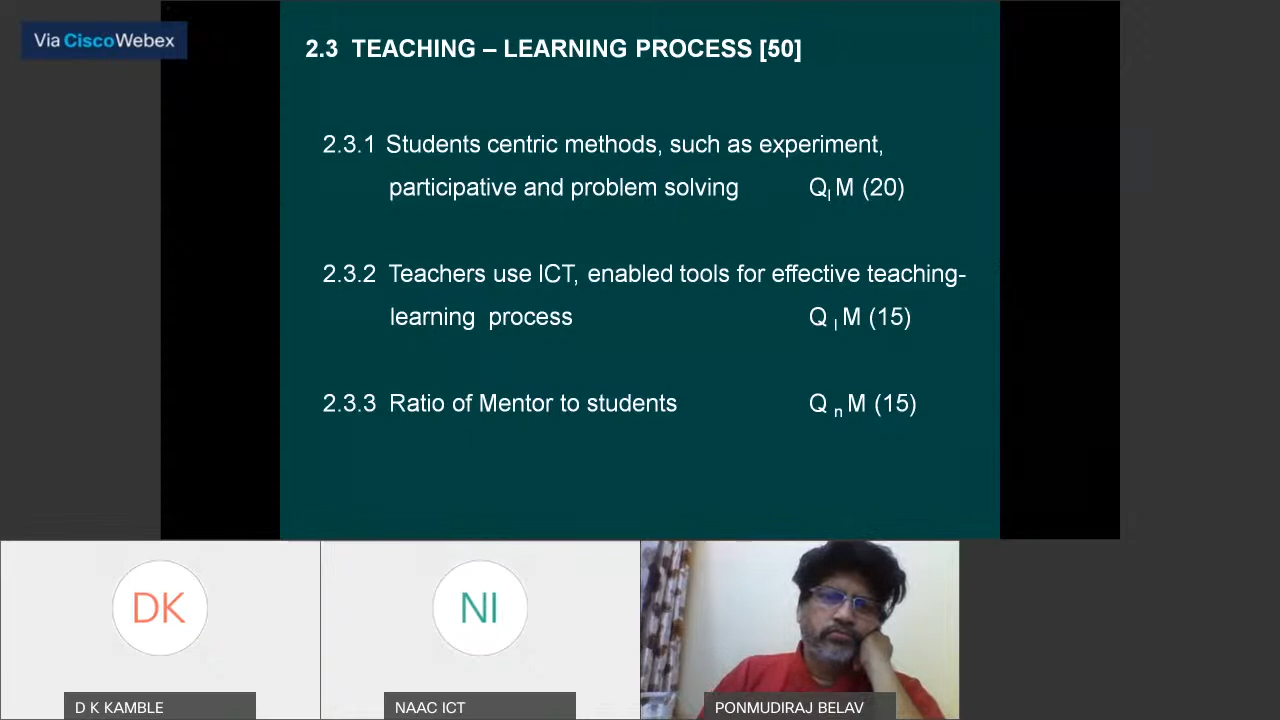 Via Cisco Webex
2.3 TEACHING – LEARNING PROCESS [50]
2.3.1 Students centric methods, such as experiment,
participative and problem solving QlM (20)
2.3.2 Teachers use ICT, enabled tools for effective teaching-
learning process Q l M (15)
2.3.3 Ratio of Mentor to students Q n M (15)
DK
NI
D K KAMBLE
NAAC ICT
PONMUDIRAJ BELAV